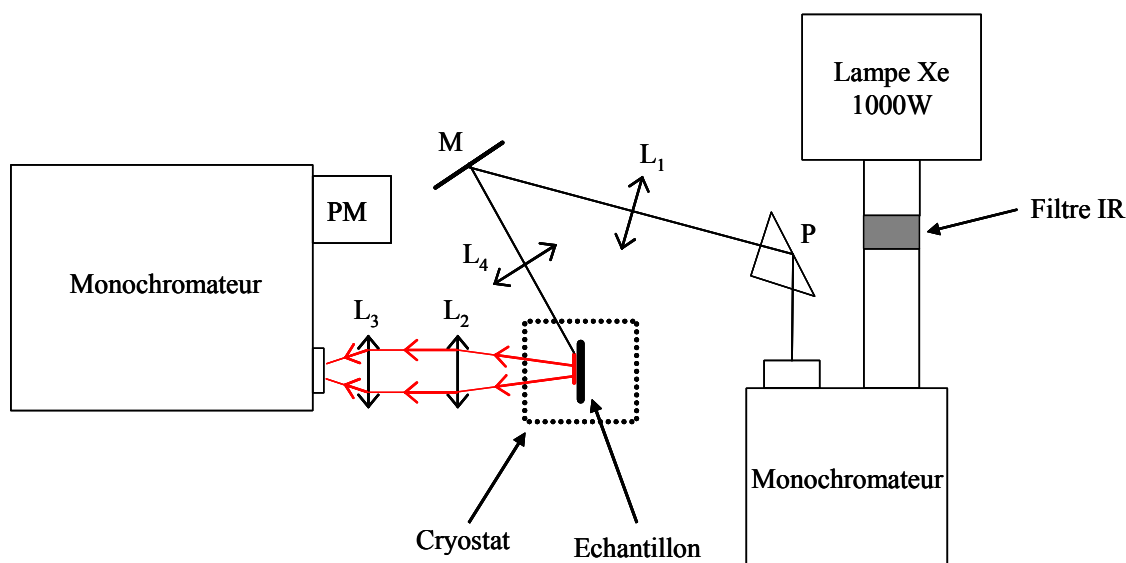 Lampe Xe
1000W
M
L1
PM
P
Filtre IR
L4
Monochromateur
L3
L2
Monochromateur
Cryostat
Echantillon